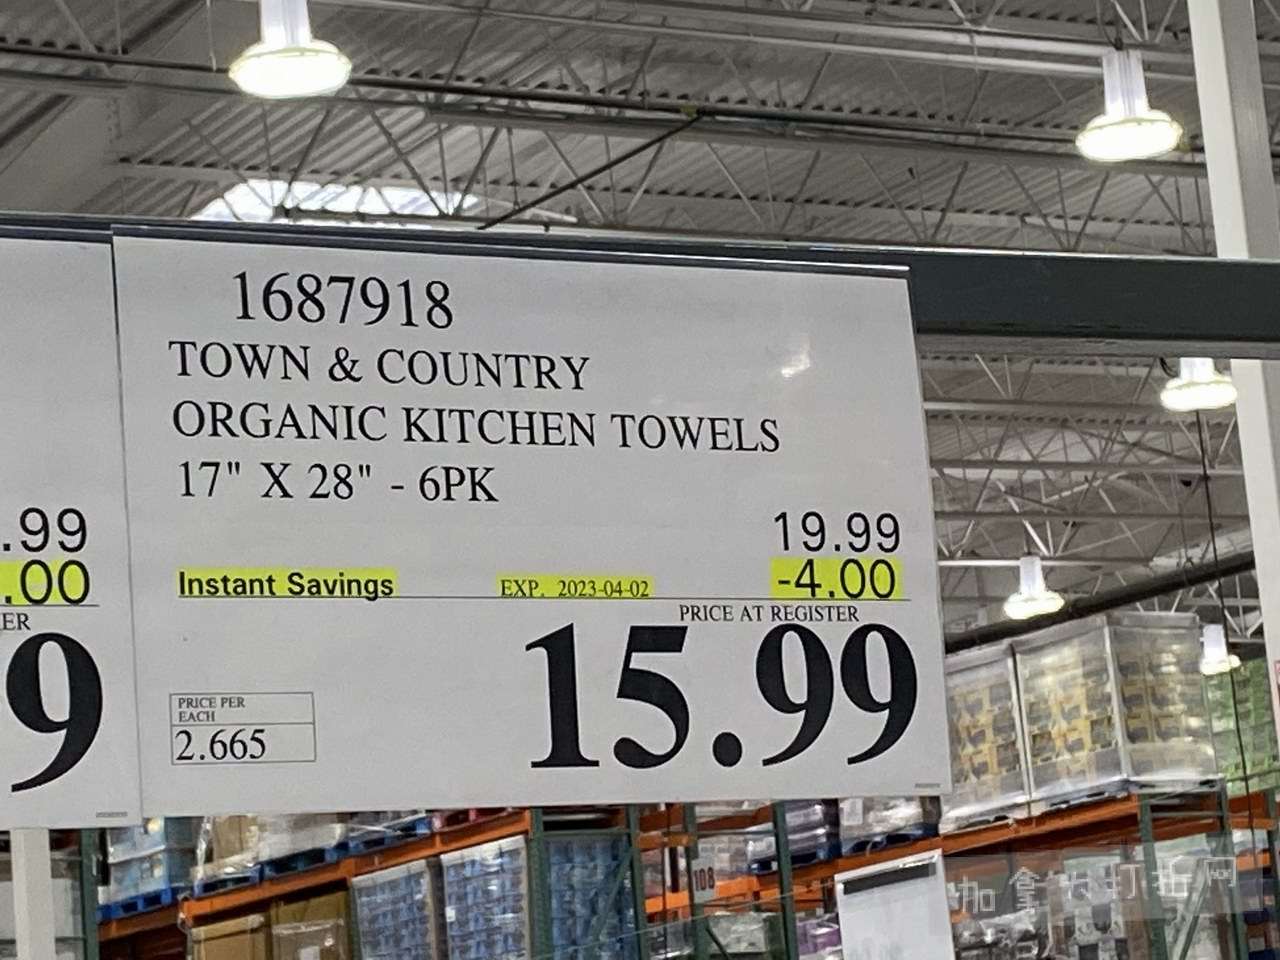 1687918
TOWN & COUNTRY
ORGANIC KITCHEN TOWELS
17" X 28" - 6PK
19.99
Instant Savings EXP. 2023-04-02 -4.00
PRICE AT REGISTER
15.99
PRICE PER
EACH
2.665
.99
.00
ER
9
108
加拿大打折网